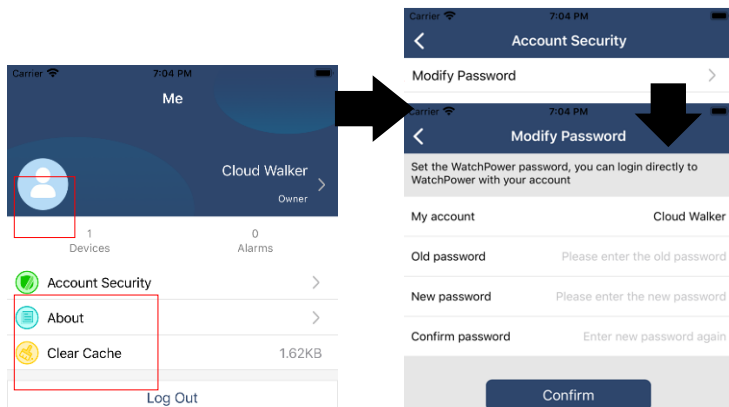 Carrier 7:04 PM
Me
Cloud Walker
Owner
1 0
Devices Alarms
Account Security
About
Clear Cache 1.62KB
Log Out
Carrier 7:04 PM
Account Security
Modify Password
Carrier 7:04 PM
Modify Password
Set the WatchPower password, you can login directly to
WatchPower with your account
My account Cloud Walker
Old password Please enter the old password
New password Please enter the new password
Confirm password Enter new password again
Confirm